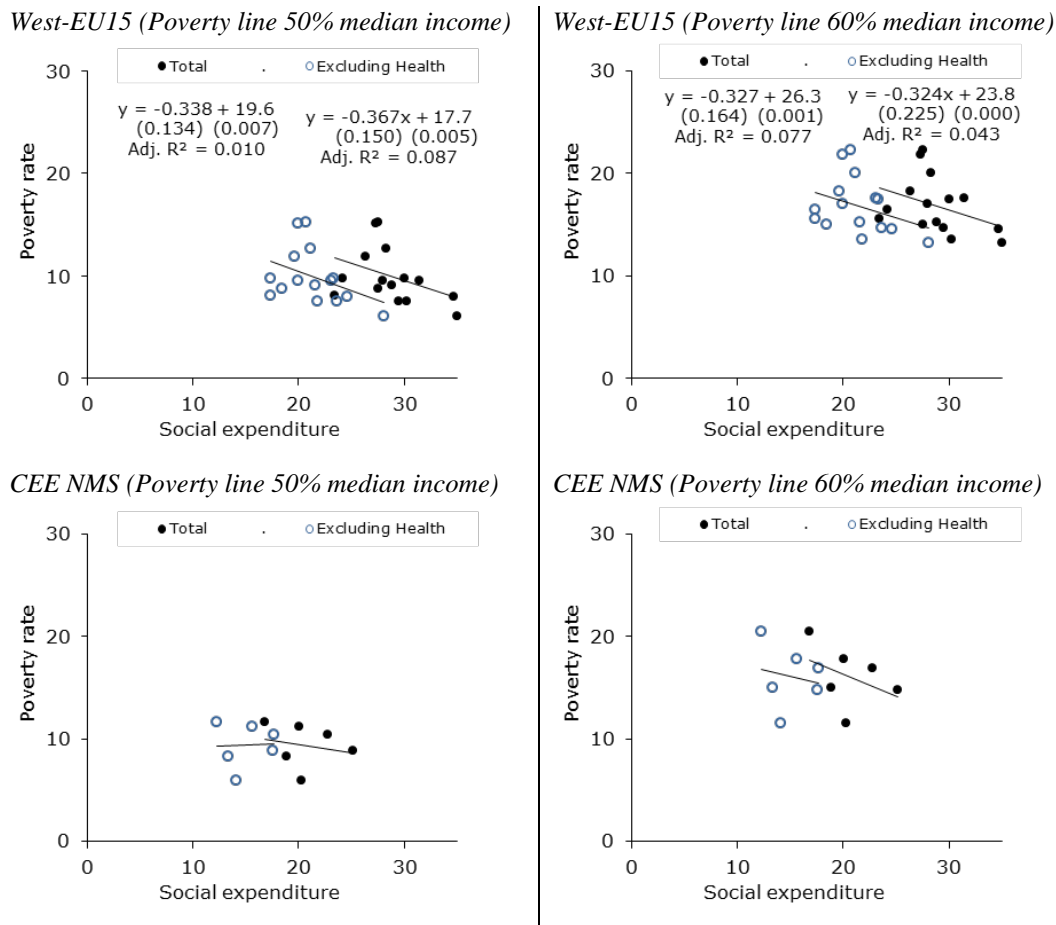 West-EU15 (Poverty line 50% median income)
Total . Excluding Health
y = -0.338 + 19.6
(0.134) (0.007)
Adj. R² = 0.010
y = -0.367x + 17.7
(0.150) (0.005)
Adj. R² = 0.087
Poverty rate
30
20
10
0
0 10 20 30
Social expenditure
West-EU15 (Poverty line 60% median income)
Total . Excluding Health
y = -0.327 + 26.3
(0.164) (0.001)
Adj. R² = 0.077
y = -0.324x + 23.8
(0.225) (0.000)
Adj. R² = 0.043
Poverty rate
30
20
10
0
0 10 20 30
Social expenditure
CEE NMS (Poverty line 50% median income)
Total . Excluding Health
Poverty rate
30
20
10
0
0 10 20 30
Social expenditure
CEE NMS (Poverty line 60% median income)
Total . Excluding Health
Poverty rate
30
20
10
0
0 10 20 30
Social expenditure